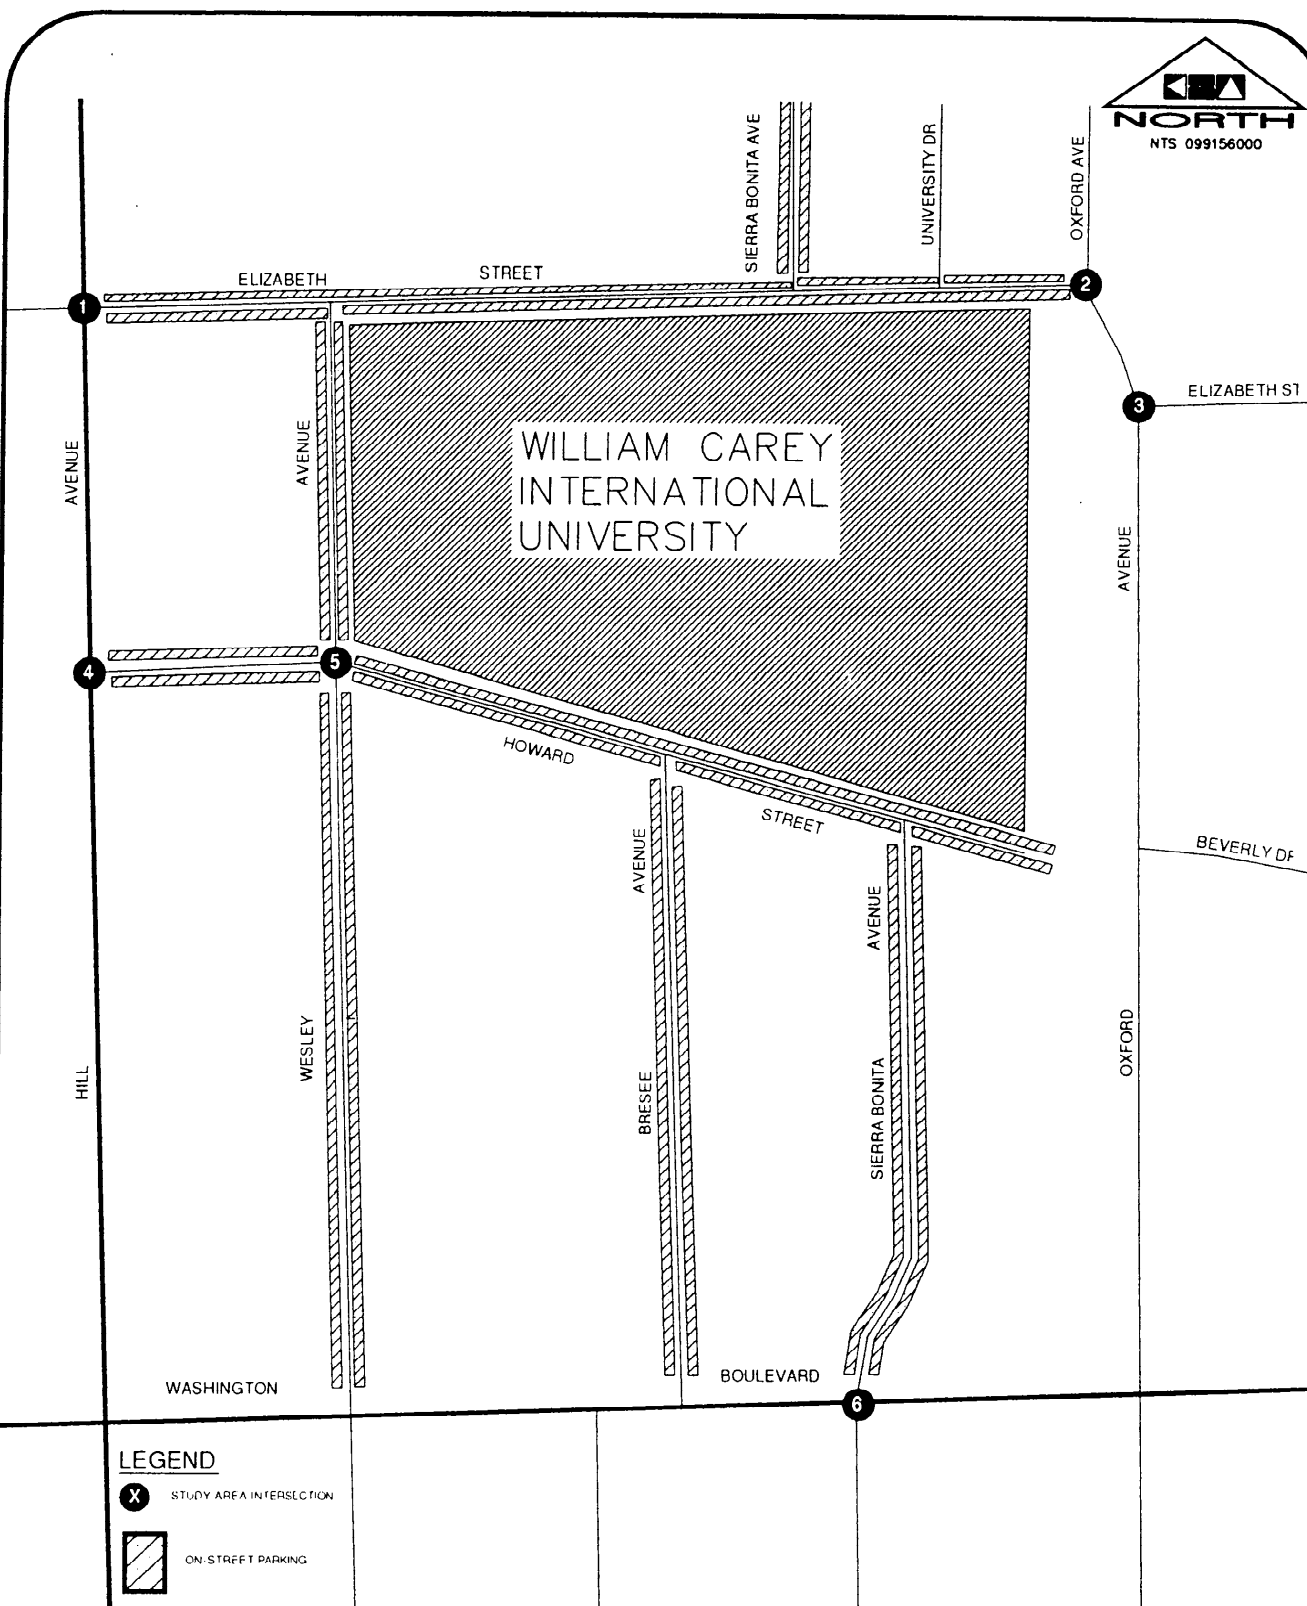 NORTH
NTS 099156000
SIERRA BONITA AVE
UNIVERSITY DR
OXFORD AVE
ELIZABETH
STREET
1
2
3
ELIZABETH ST
AVENUE
AVENUE
WILLIAM CAREY
INTERNATIONAL
UNIVERSITY
AVENUE
4
5
HOWARD
STREET
AVENUE
AVENUE
BEVERLY DR
HILL
WESLEY
BRESEE
SIERRA BONITA
OXFORD
WASHINGTON
BOULEVARD
6
LEGEND
X STUDY AREA INTERSECTION
ON-STREET PARKING